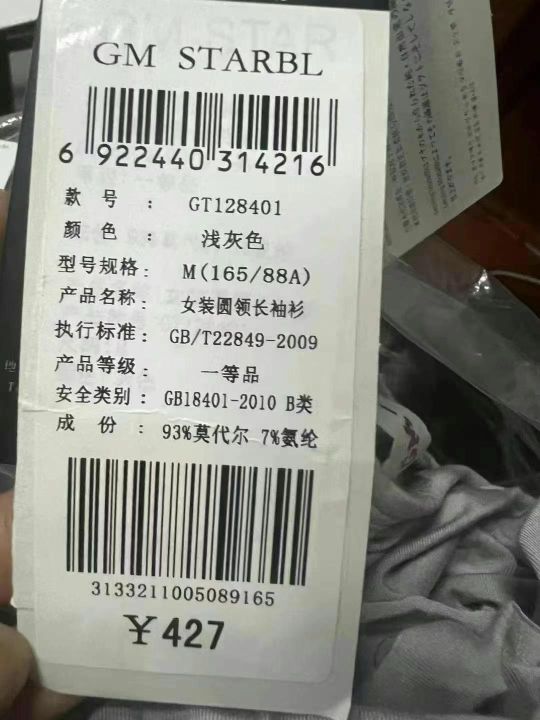 GM STARBL
6 922440 314216
款 号 : GT128401
颜 色 : 浅灰色
型号规格: M(165/88A)
产品名称: 女装圆领长袖衫
执行标准: GB/T22849-2009
产品等级: 一等品
安全类别: GB18401-2010 B类
成 份 : 93%莫代尔 7%氨纶
3133211005089165
￥427